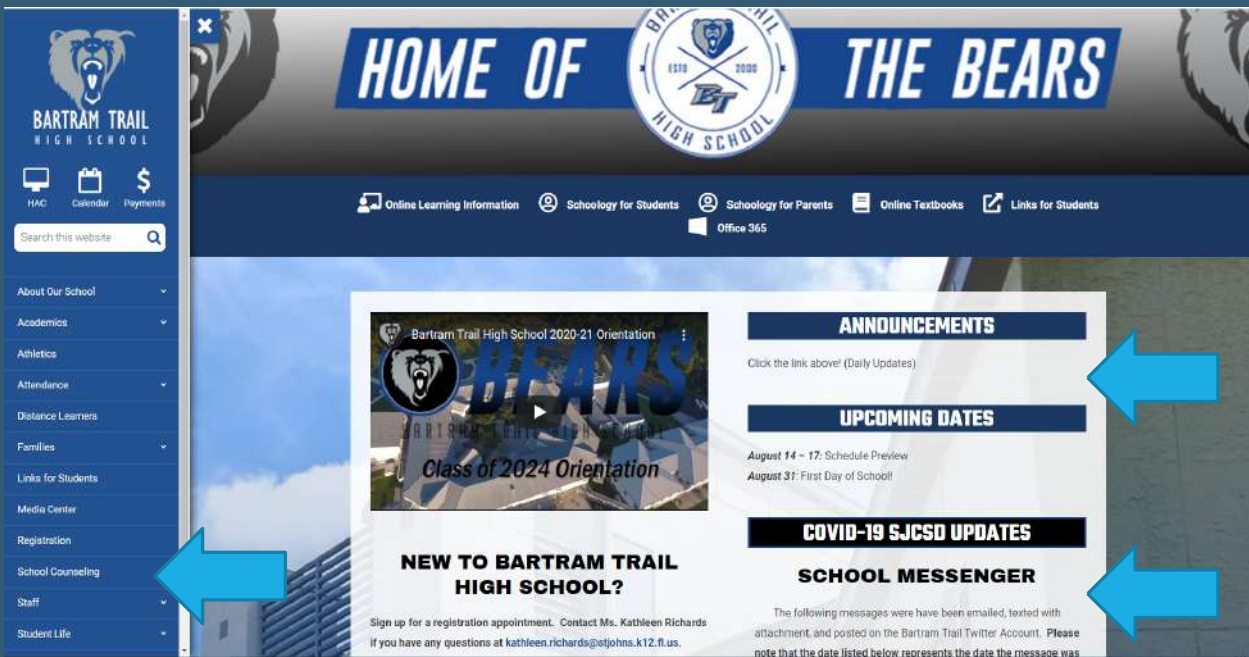 BARTRAM TRAIL
HIGH SCHOOL
HAC Calendar Payments
Search this website
About Our School
Academics
Athletics
Attendance
Distance Learners
Families
Links for Students
Media Center
Registration
School Counseling
Staff
Student Life
HOME OF
BARTRAM TRAIL
ESTD 2000
BT
HIGH SCHOOL
THE BEARS
Online Learning Information Schoology for Students Schoology for Parents Online Textbooks Links for Students
Office 365
Bartram Trail High School 2020-21 Orientation
BEARS
BARTRAM TRAIL HIGH SCHOOL
Class of 2024 Orientation
NEW TO BARTRAM TRAIL
HIGH SCHOOL?
Sign up for a registration appointment. Contact Ms. Kathleen Richards
if you have any questions at kathleen.richards@stjohns.k12.fl.us.
ANNOUNCEMENTS
Click the link above! (Daily Updates)
UPCOMING DATES
August 14 – 17: Schedule Preview
August 31: First Day of School!
COVID-19 SJCSD UPDATES
SCHOOL MESSENGER
The following messages were have been emailed, texted with
attachment, and posted on the Bartram Trail Twitter Account. Please
note that the date listed below represents the date the message was